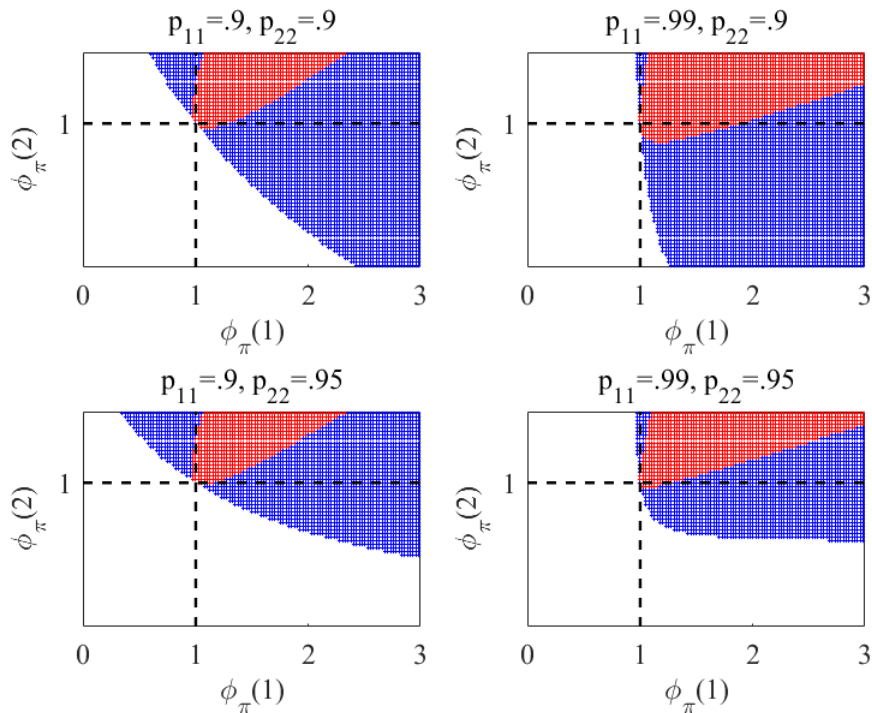 p₁₁=.9, p₂₂=.9
p₁₁=.99, p₂₂=.9
ϕπ(2)
1
0 1 2 3
ϕπ(1)
ϕπ(2)
1
0 1 2 3
ϕπ(1)
p₁₁=.9, p₂₂=.95
p₁₁=.99, p₂₂=.95
ϕπ(2)
1
0 1 2 3
ϕπ(1)
ϕπ(2)
1
0 1 2 3
ϕπ(1)